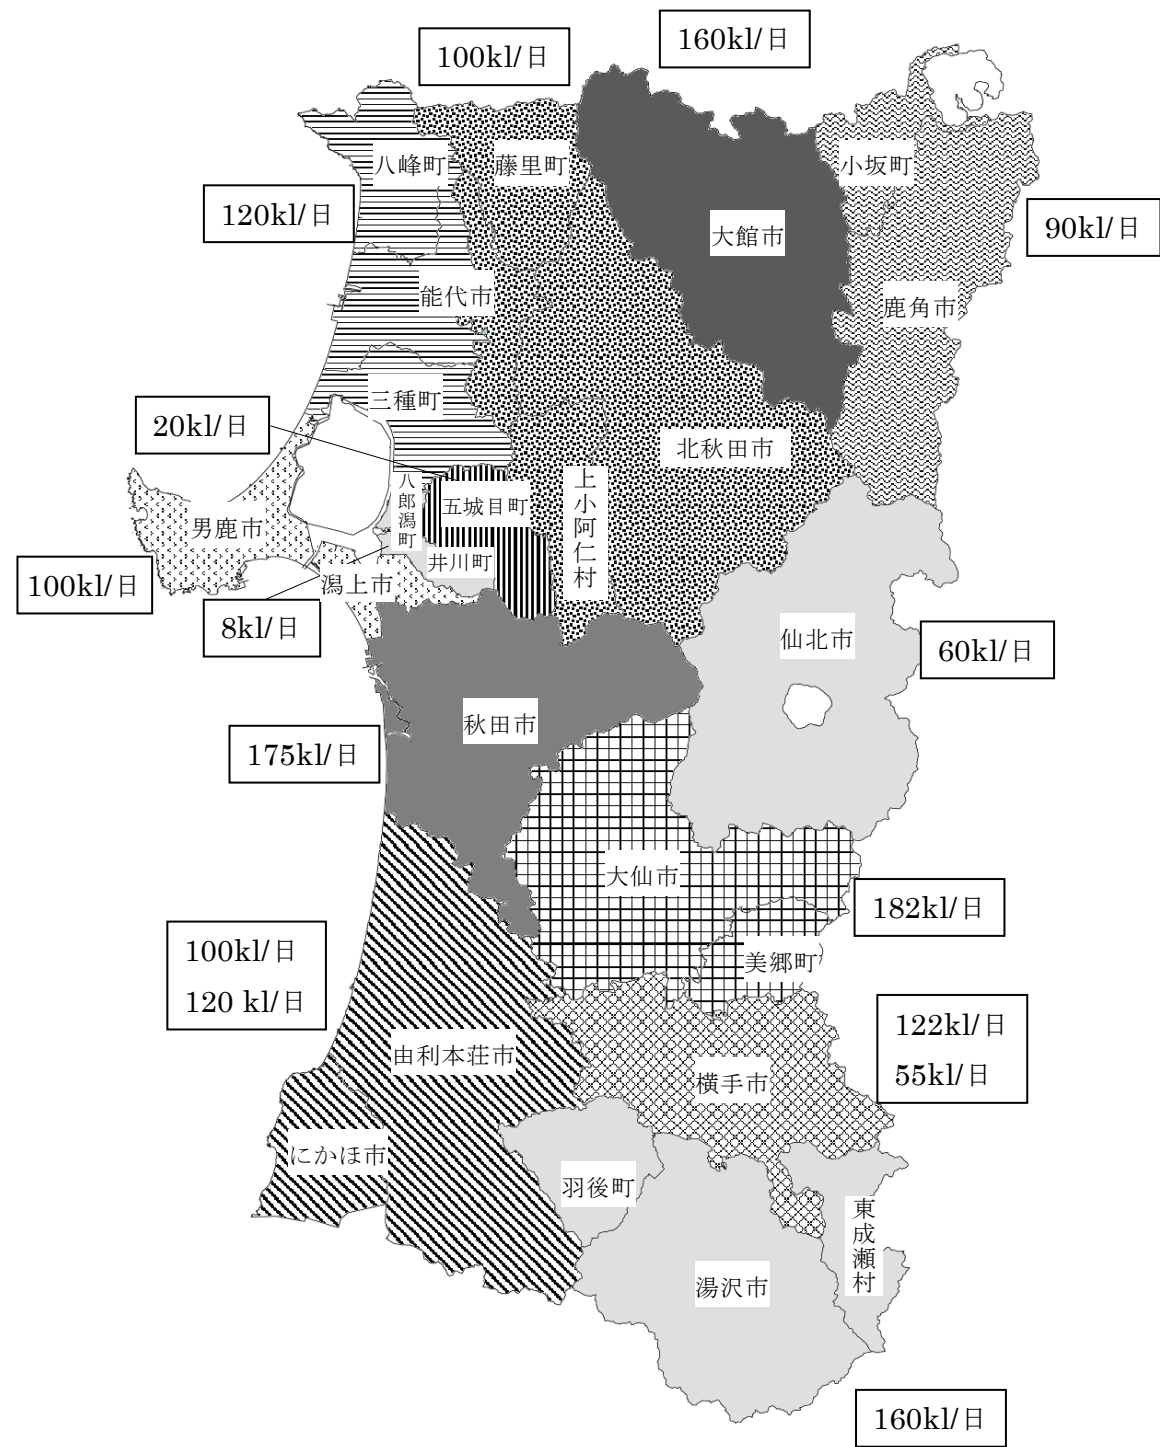 160kl/日
100kl/日
八峰町
藤里町
小坂町
120kl/日
大館市
90kl/日
能代市
鹿角市
三種町
20kl/日
北秋田市
八郎潟町
五城目町
上小阿仁村
男鹿市
井川町
100kl/日
潟上市
8kl/日
仙北市
60kl/日
秋田市
175kl/日
大仙市
182kl/日
100kl/日
120 kl/日
美郷町
122kl/日
55kl/日
由利本荘市
横手市
にかほ市
羽後町
東成瀬村
湯沢市
160kl/日